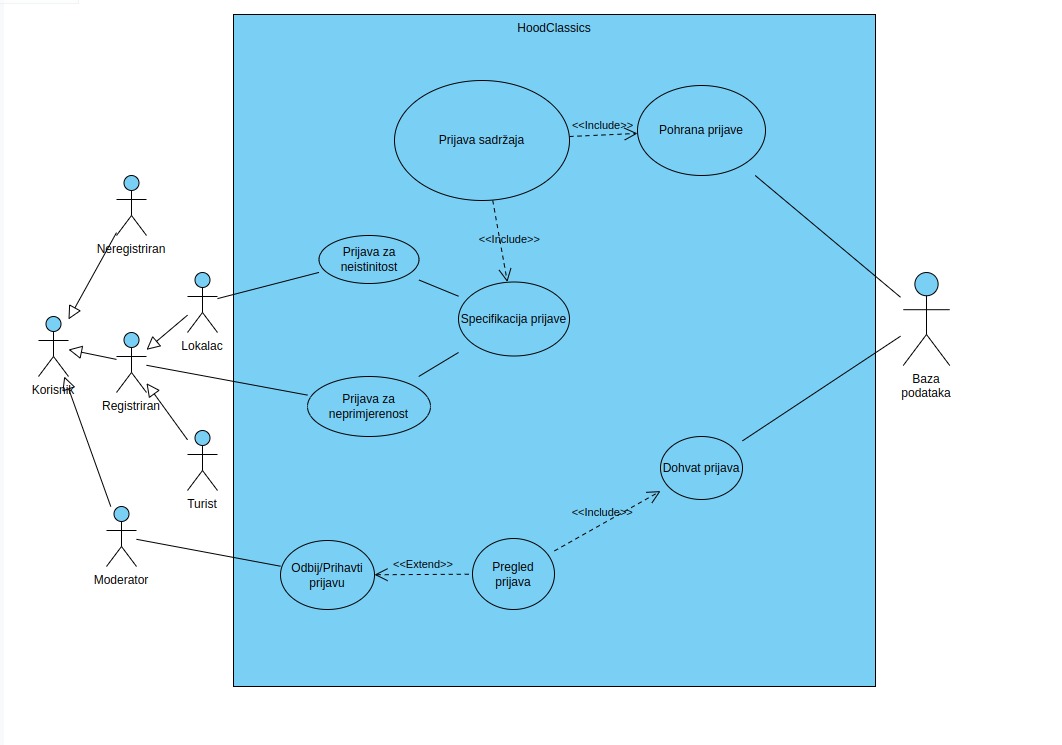 HoodClassics
Prijava sadržaja
<<Include>>
Pohrana prijave
<<Include>>
Neregistriran
Prijava za
neistinitost
Lokalac
Specifikacija prijave
Korisnik
Registriran
Prijava za
neprimjerenost
Baza
podataka
Dohvat prijava
Turist
<<Include>>
Moderator
Odbij/Prihavti
prijavu
<<Extend>>
Pregled
prijava